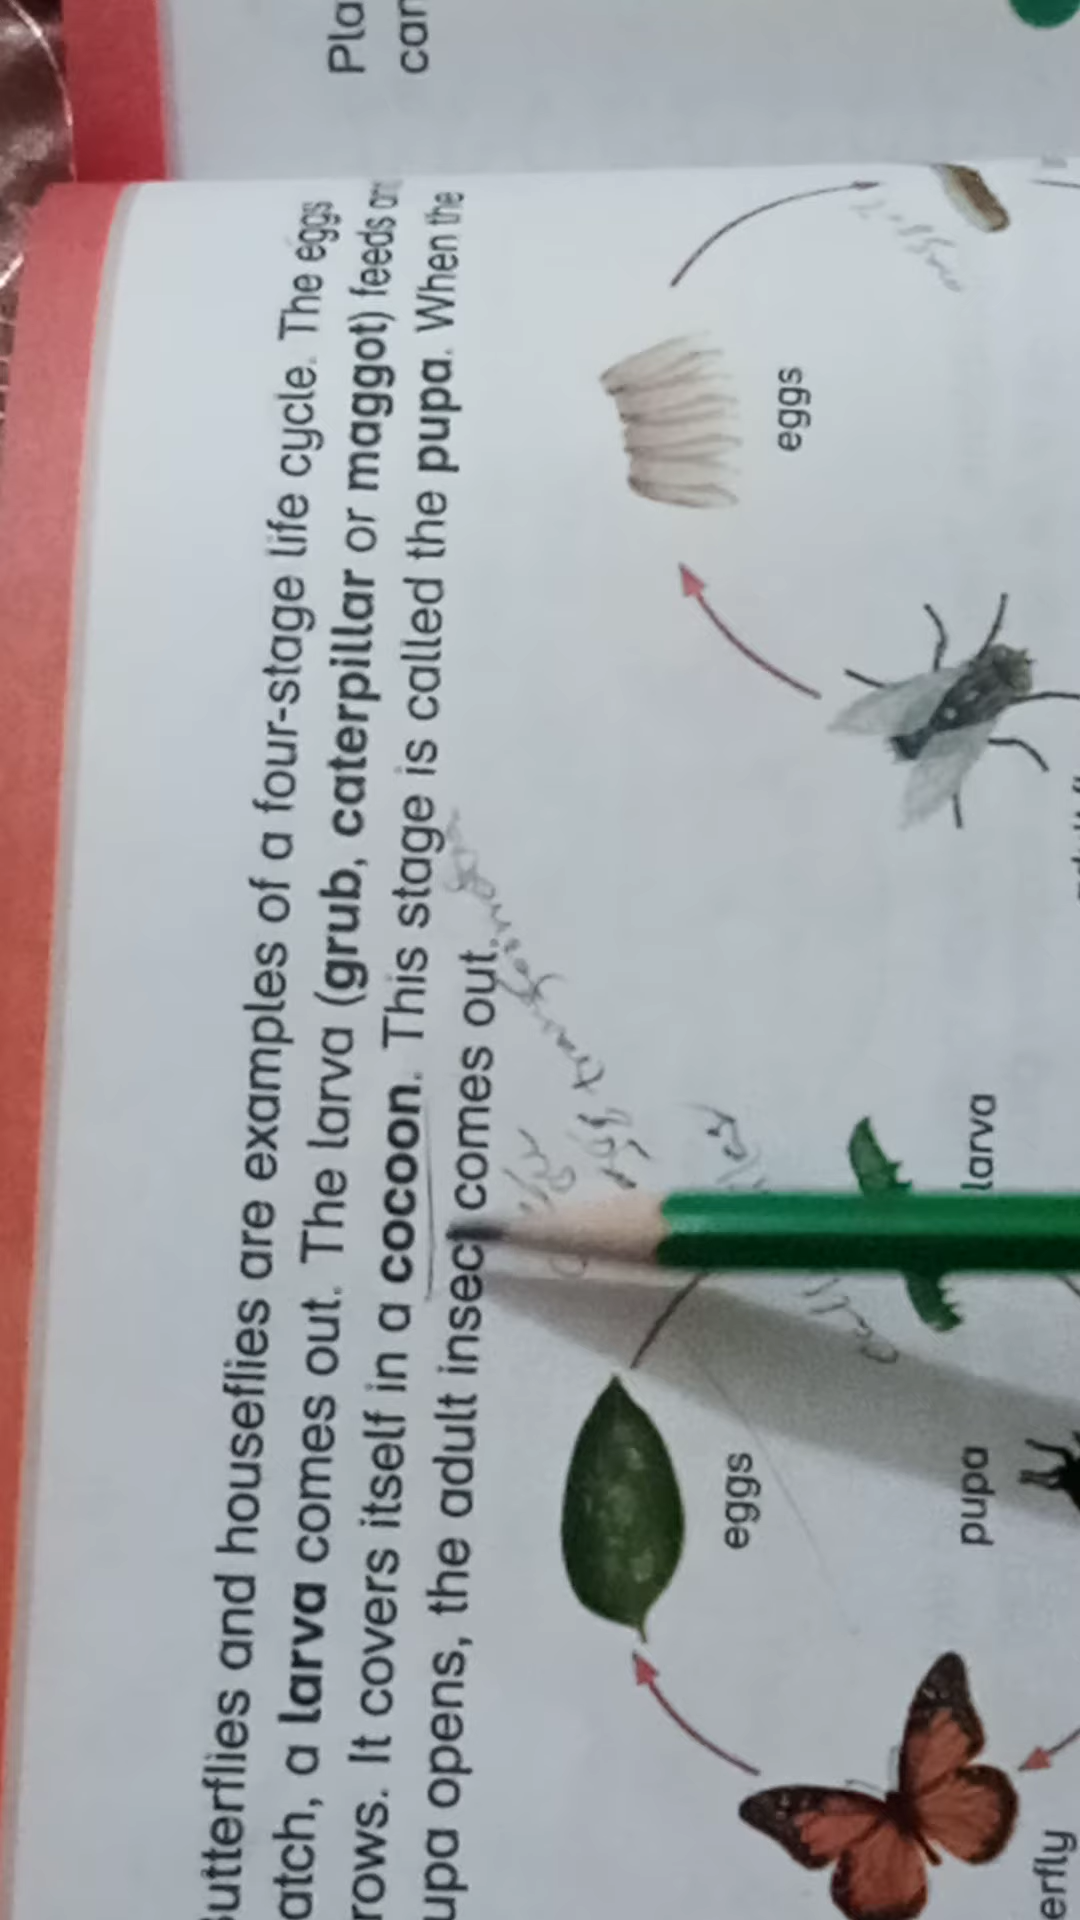 Pla
car
utterflies and houseflies are examples of a four-stage life cycle. The eggs
atch, a larva comes out. The larva (grub, caterpillar or maggot) feeds an
rows. It covers itself in a cocoon. This stage is called the pupa. When the
upa opens, the adult insect comes out.
eggs
eggs
larva
pupa
erfly